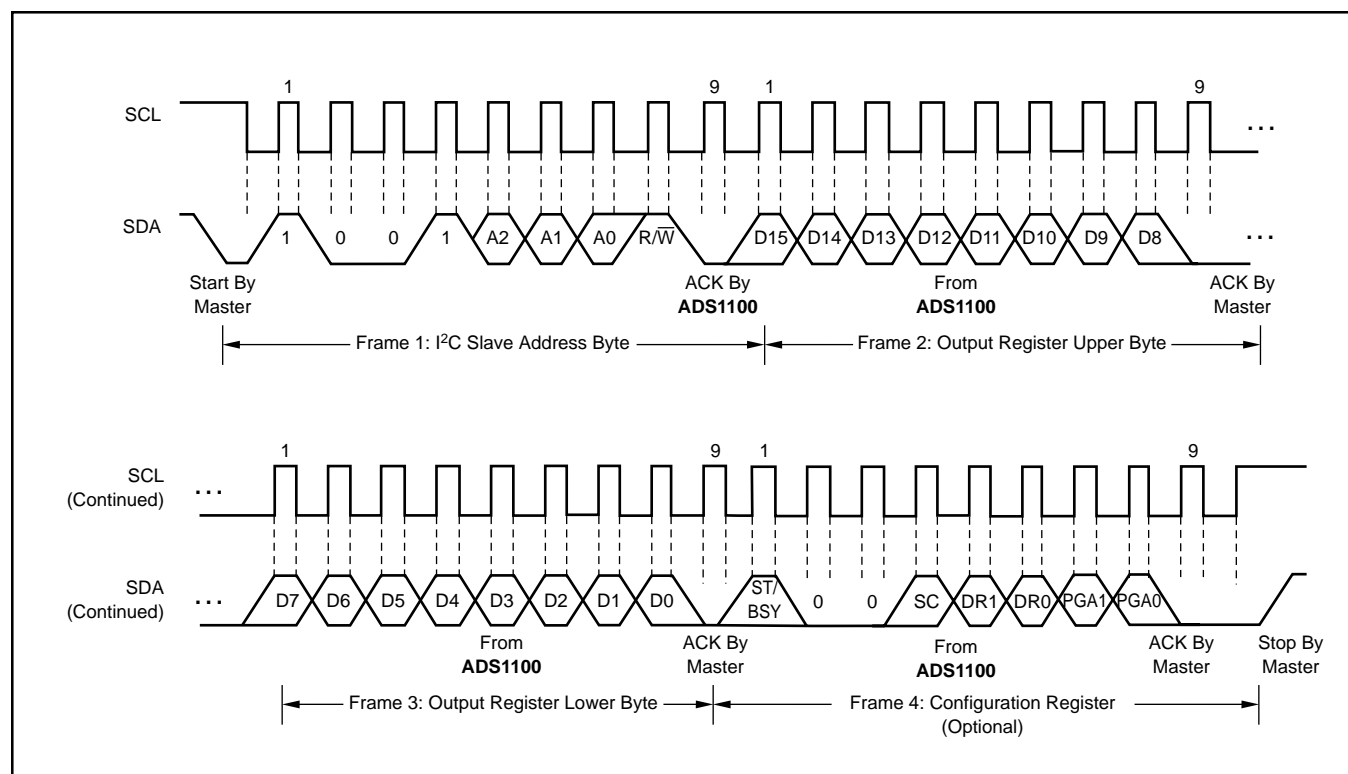 1 9 1 9
SCL ...
SDA 1 0 0 1 A2 A1 A0 R/W̅ D15 D14 D13 D12 D11 D10 D9 D8 ...
Start By Master
ACK By ADS1100
From ADS1100
ACK By Master
Frame 1: I²C Slave Address Byte
Frame 2: Output Register Upper Byte
1 9 1 9
SCL (Continued) ...
SDA (Continued) ... D7 D6 D5 D4 D3 D2 D1 D0 S̅T̅/BSY 0 0 SC DR1 DR0 PGA1 PGA0
From ADS1100
ACK By Master
From ADS1100
ACK By Master
Stop By Master
Frame 3: Output Register Lower Byte
Frame 4: Configuration Register
(Optional)